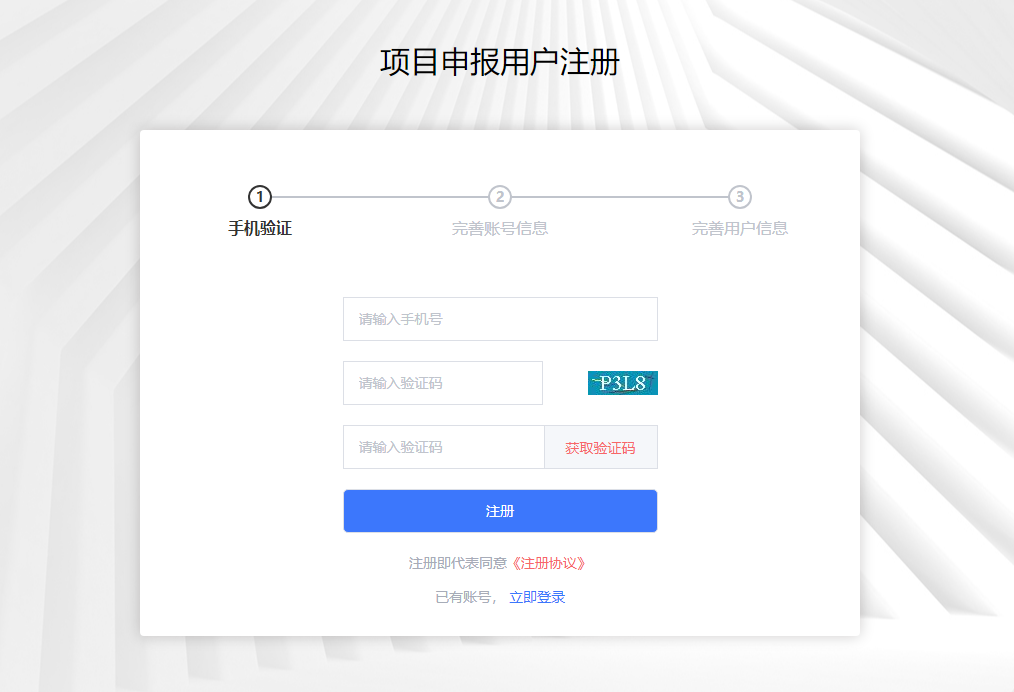 项目申报用户注册
1 2 3
手机验证 完善账号信息 完善用户信息
请输入手机号
请输入验证码 P3L8
请输入验证码 获取验证码
注册
注册即代表同意《注册协议》
已有账号， 立即登录